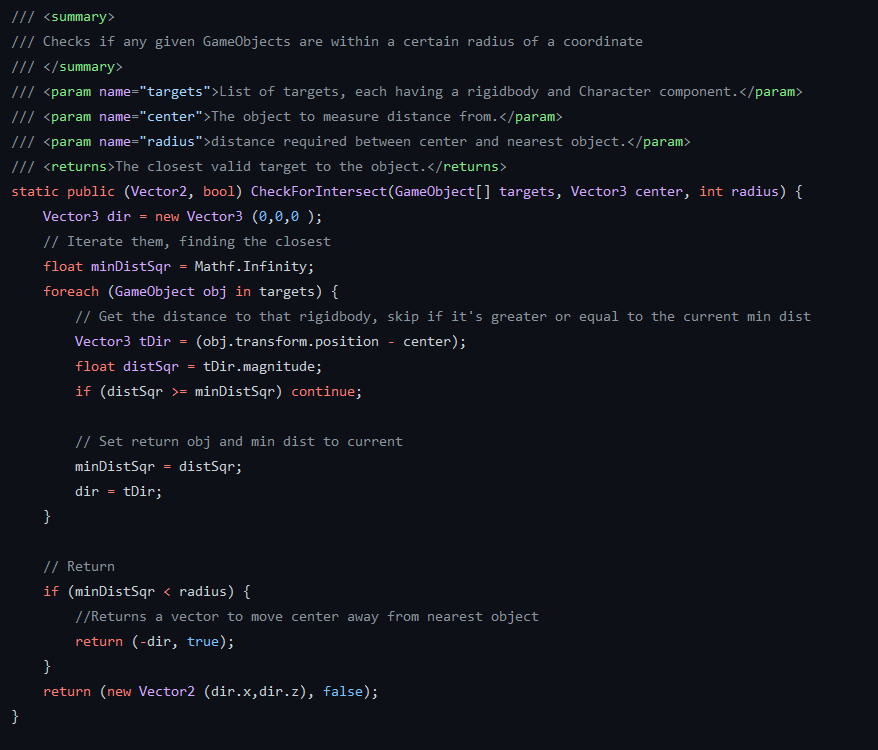 /// <summary>
/// Checks if any given GameObjects are within a certain radius of a coordinate
/// </summary>
/// <param name="targets">List of targets, each having a rigidbody and Character component.</param>
/// <param name="center">The object to measure distance from.</param>
/// <param name="radius">distance required between center and nearest object.</param>
/// <returns>The closest valid target to the object.</returns>
static public (Vector2, bool) CheckForIntersect(GameObject[] targets, Vector3 center, int radius) {
    Vector3 dir = new Vector3 (0,0,0 );
    // Iterate them, finding the closest
    float minDistSqr = Mathf.Infinity;
    foreach (GameObject obj in targets) {
        // Get the distance to that rigidbody, skip if it's greater or equal to the current min dist
        Vector3 tDir = (obj.transform.position - center);
        float distSqr = tDir.magnitude;
        if (distSqr >= minDistSqr) continue;

        // Set return obj and min dist to current
        minDistSqr = distSqr;
        dir = tDir;
    }

    // Return
    if (minDistSqr < radius) {
        //Returns a vector to move center away from nearest object
        return (-dir, true);
    }
    return (new Vector2 (dir.x,dir.z), false);
}